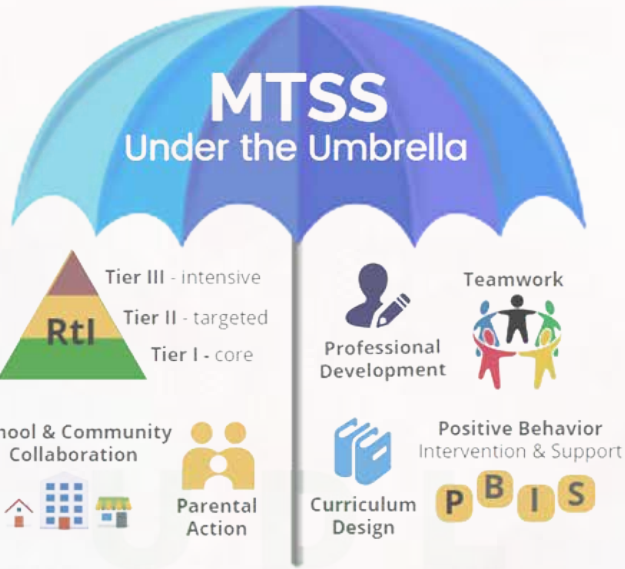 MTSS
Under the Umbrella
Tier III - intensive
Tier II - targeted
Tier I - core
RtI
Professional
Development
Teamwork
& Community
Collaboration
Parental
Action
Curriculum
Design
Positive Behavior
Intervention & Support
P B I S